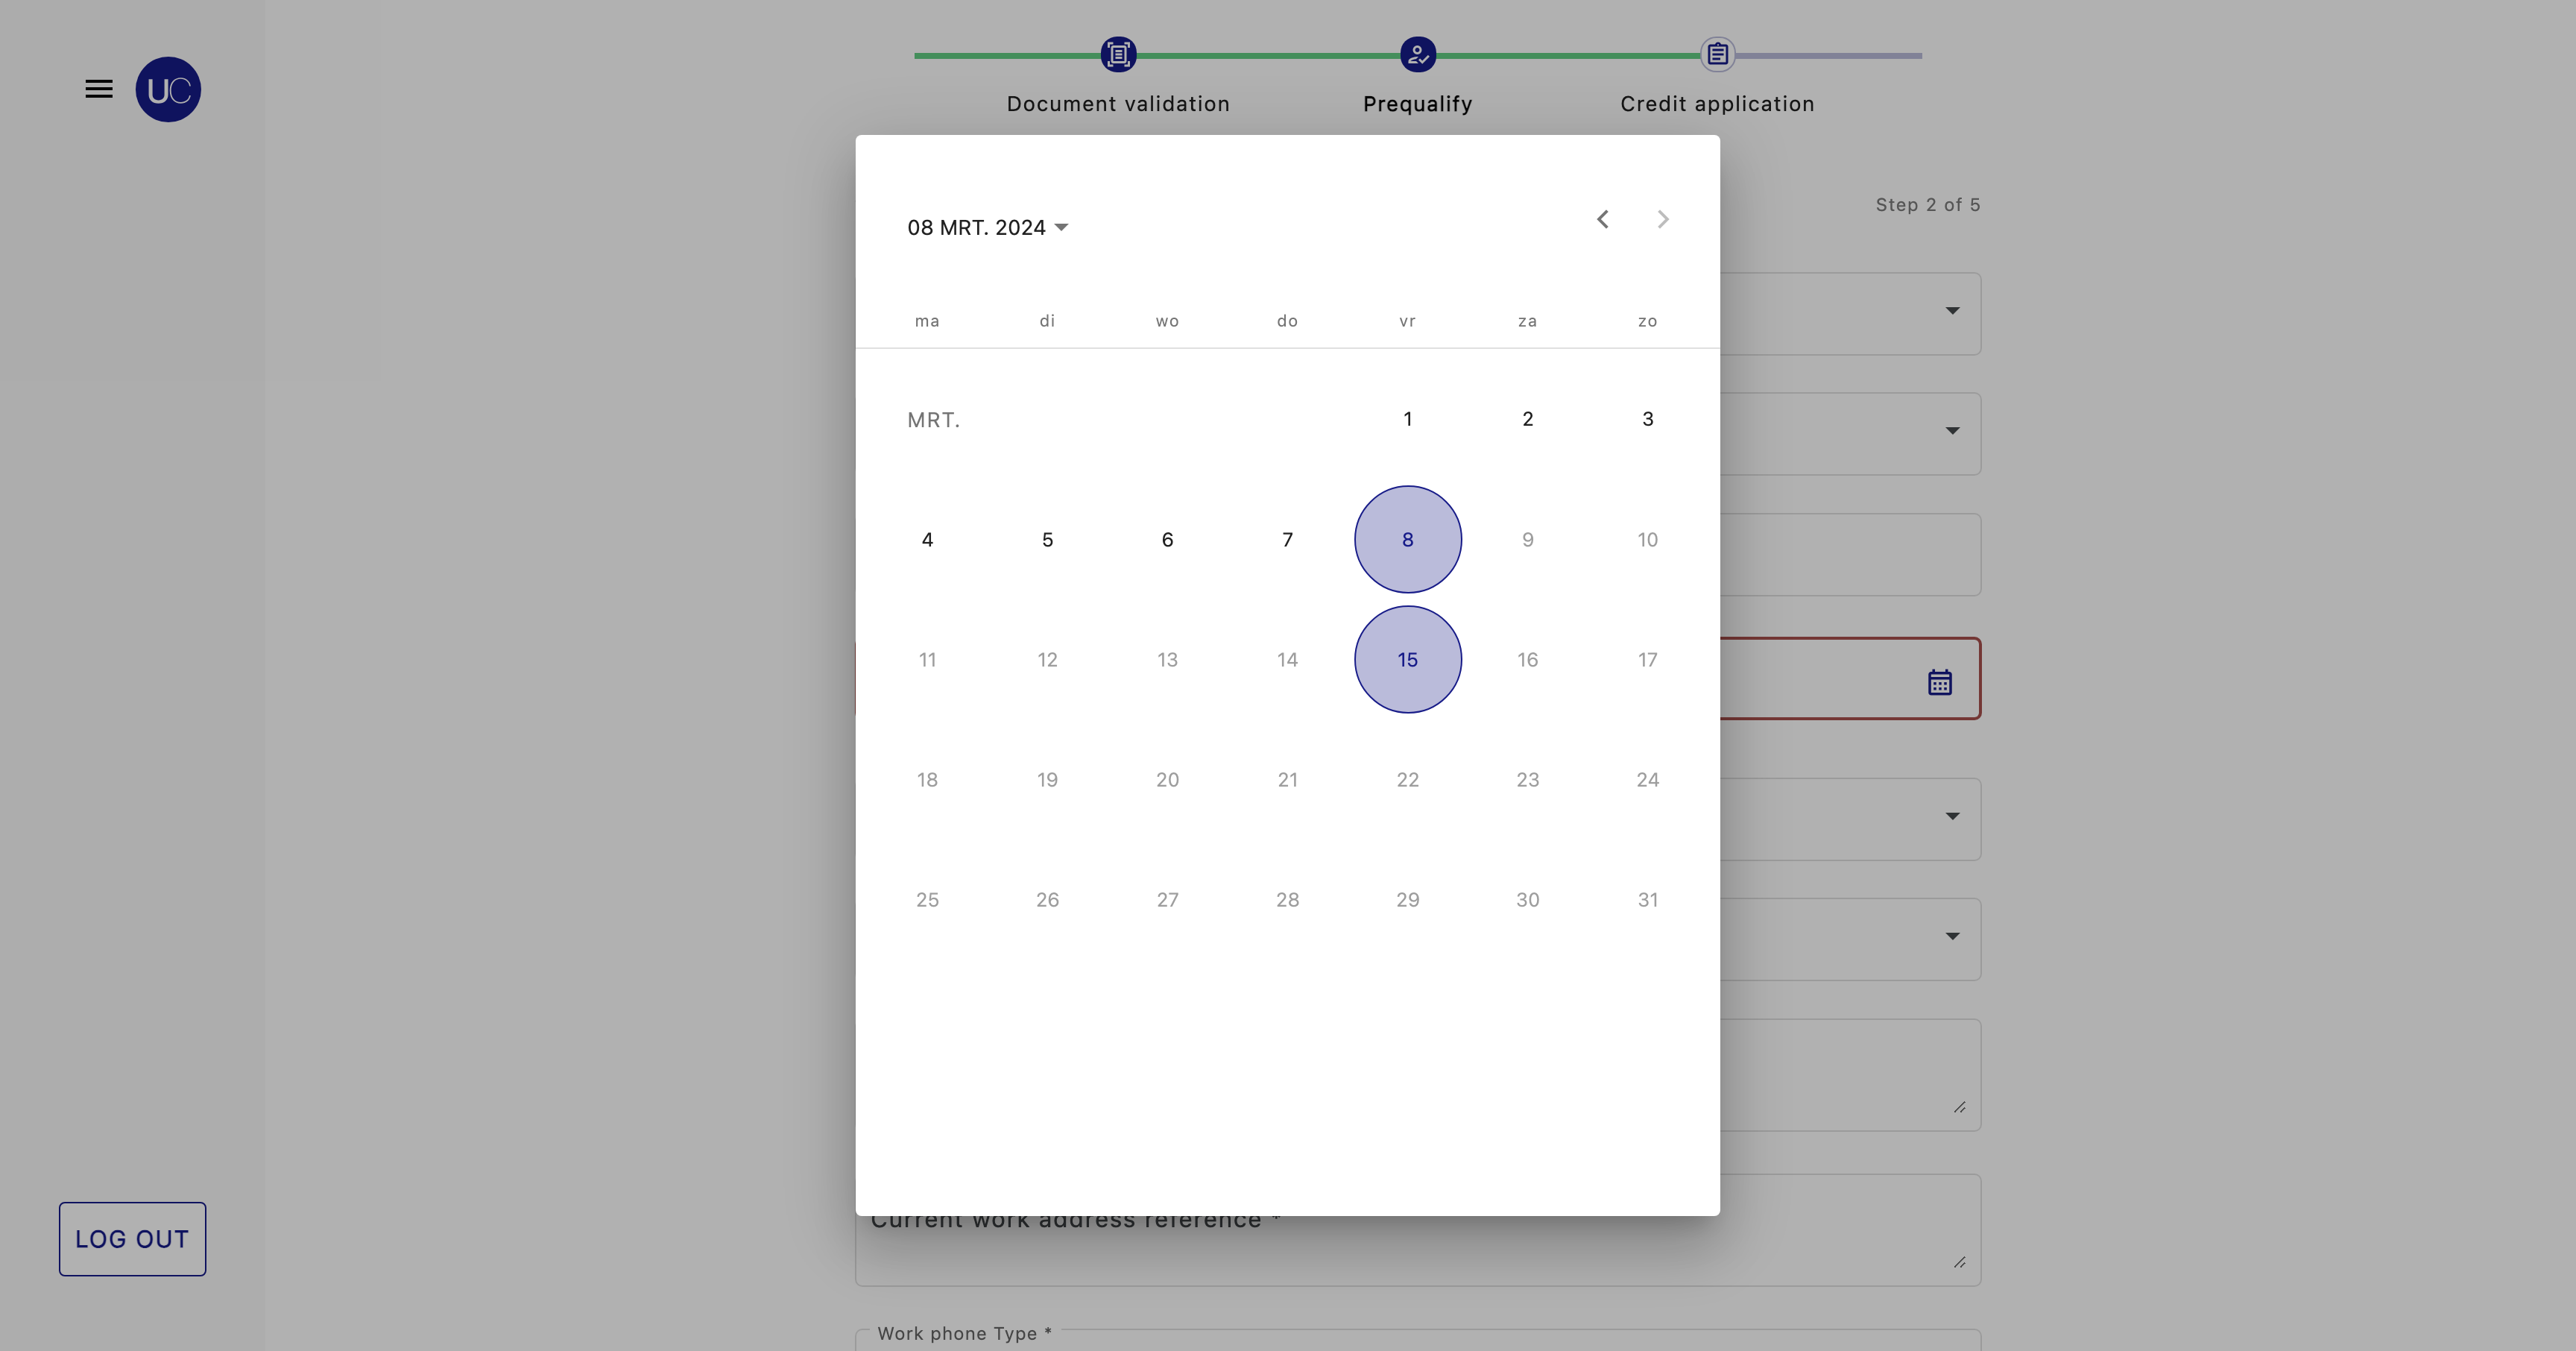 UC
Document validation
Prequalify
Credit application
Step 2 of 5
08 MRT. 2024
ma di wo do vr za zo
MRT. 1 2 3
4 5 6 7 8 9 10
11 12 13 14 15 16 17
18 19 20 21 22 23 24
25 26 27 28 29 30 31
Current work address reference *
LOG OUT
Work phone Type *